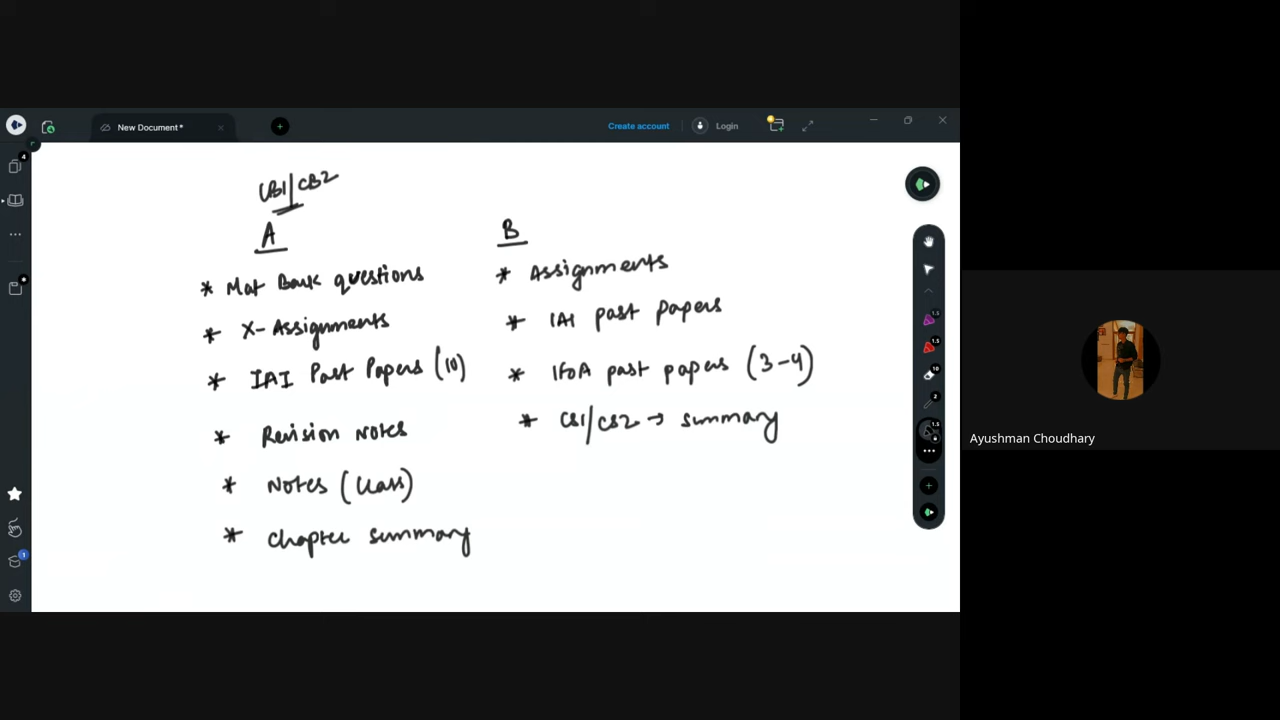 New Document*
Create account
Login
CB1/CB2
A
* Mat Bank questions
* X-Assignments
* IAI Past Papers (10)
* Revision Notes
* Notes (Class)
* Chapter summary
B
* Assignments
* IAI past papers
* IFoA past papers (3-4)
* CS1/CS2 → summary
Ayushman Choudhary